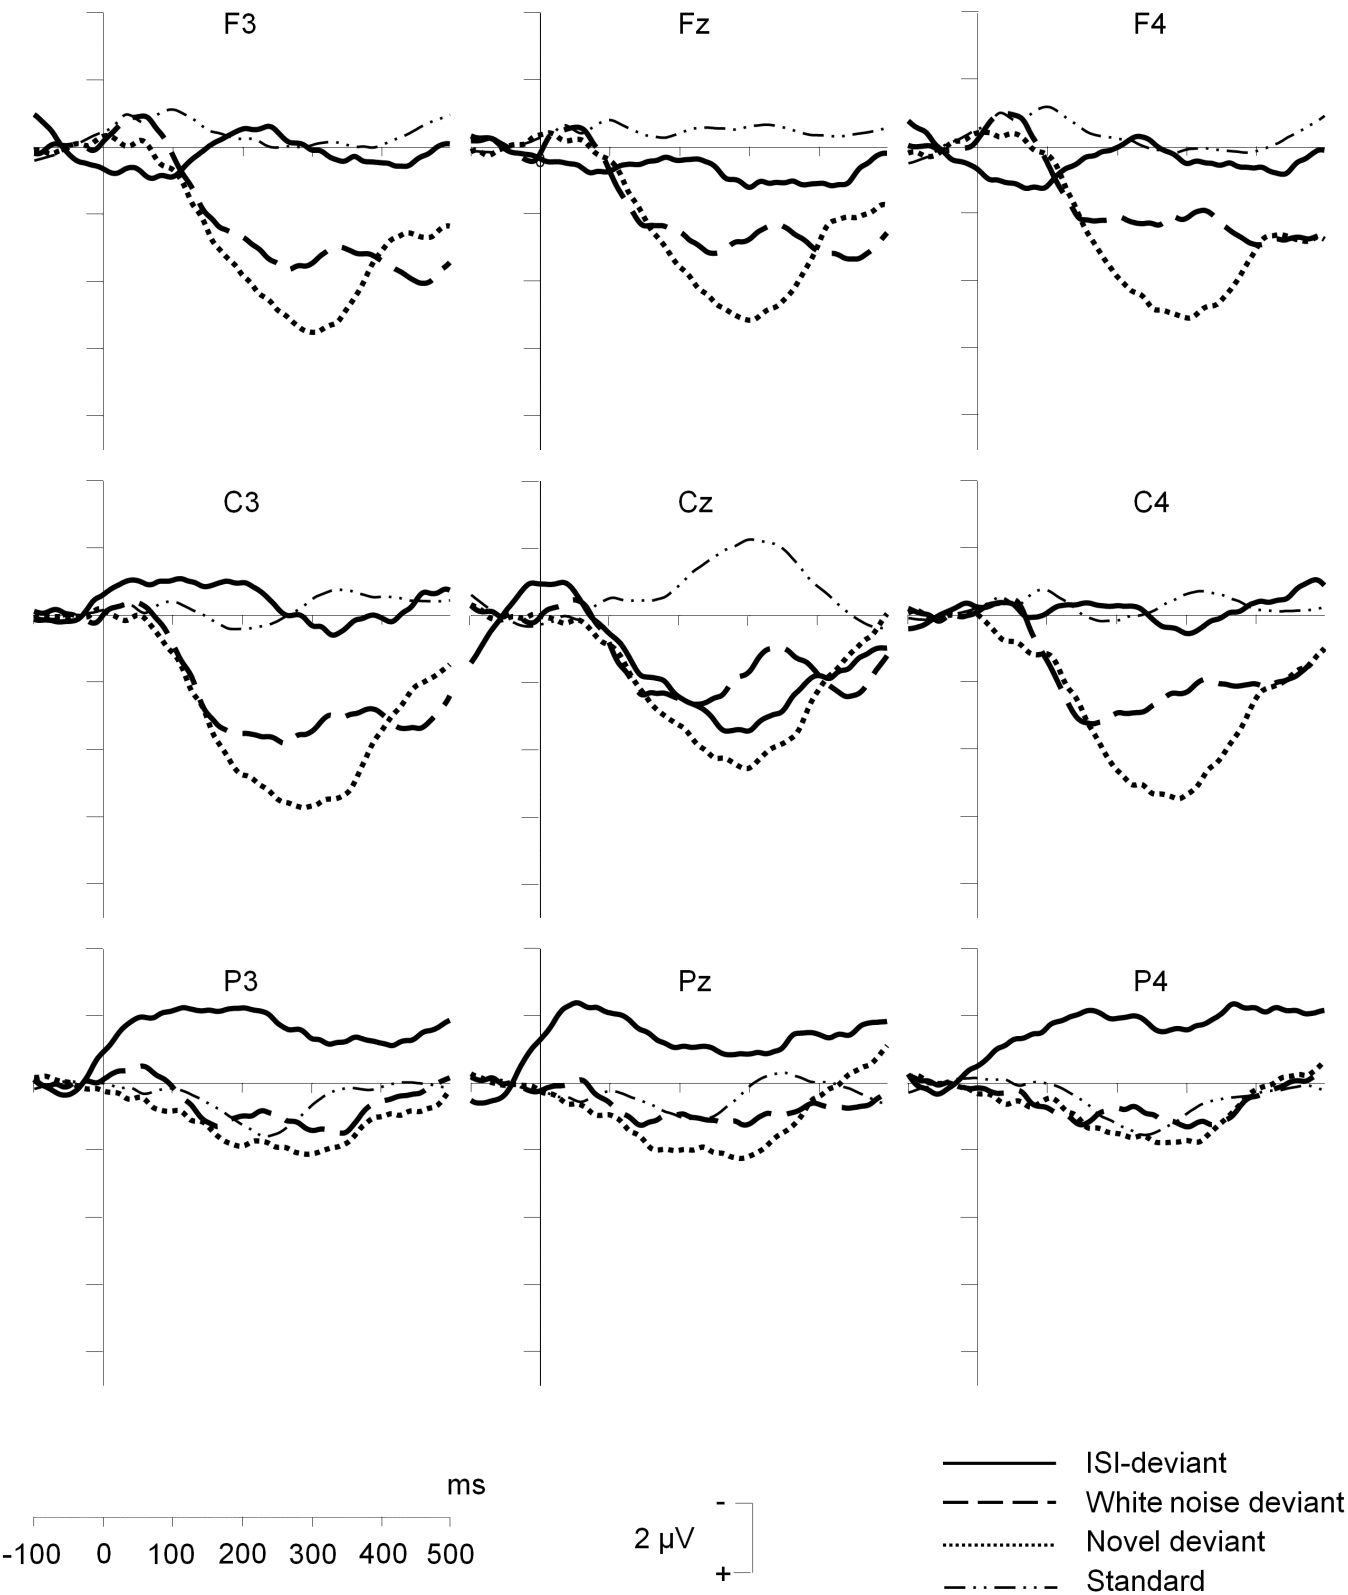 F3 Fz F4
C3 Cz C4
P3 Pz P4
ms
-100 0 100 200 300 400 500
-
2 µV
+
ISI-deviant
White noise deviant
Novel deviant
Standard